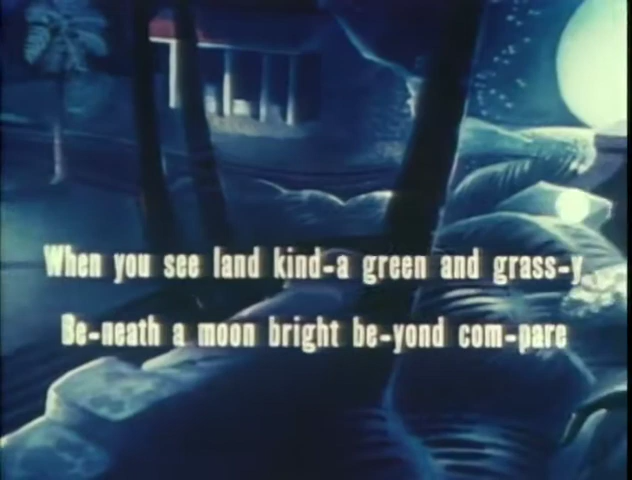 When you see land kind-a green and grass-y
Be-neath a moon bright be-yond com-pare